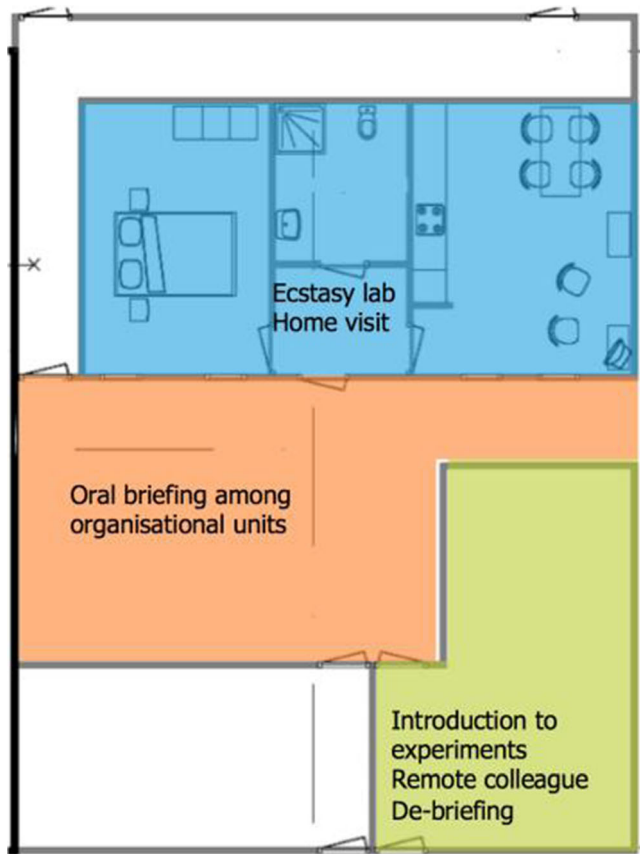 Ecstasy lab
Home visit
Oral briefing among
organisational units
Introduction to
experiments
Remote colleague
De-briefing